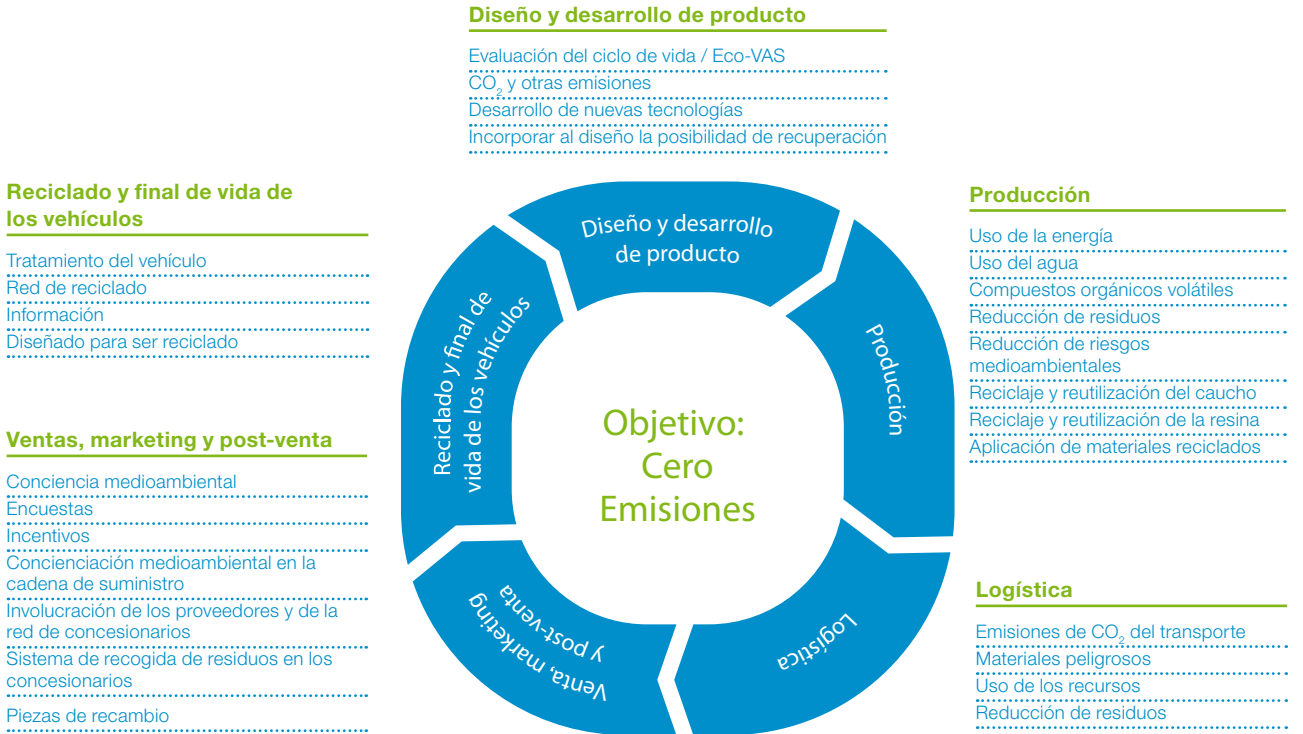 Diseño y desarrollo de producto
Evaluación del ciclo de vida / Eco-VAS
CO₂ y otras emisiones
Desarrollo de nuevas tecnologías
Incorporar al diseño la posibilidad de recuperación
Reciclado y final de vida de
los vehículos
Tratamiento del vehículo
Red de reciclado
Información
Diseñado para ser reciclado
Ventas, marketing y post-venta
Conciencia medioambiental
Encuestas
Incentivos
Concienciación medioambiental en la
cadena de suministro
Involucración de los proveedores y de la
red de concesionarios
Sistema de recogida de residuos en los
concesionarios
Piezas de recambio
Diseño y desarrollo
de producto
Producción
Logística
Venta, marketing
y post-venta
Reciclado y final de
vida de los vehículos
Objetivo:
Cero
Emisiones
Producción
Uso de la energía
Uso del agua
Compuestos orgánicos volátiles
Reducción de residuos
Reducción de riesgos
medioambientales
Reciclaje y reutilización del caucho
Reciclaje y reutilización de la resina
Aplicación de materiales reciclados
Logística
Emisiones de CO₂ del transporte
Materiales peligrosos
Uso de los recursos
Reducción de residuos